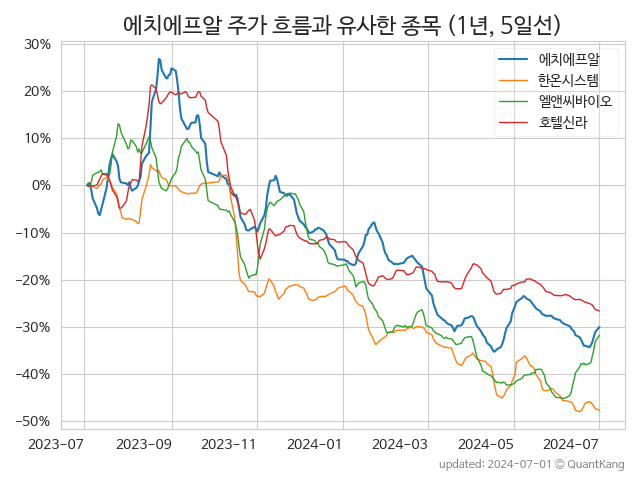 에치에프알 주가 흐름과 유사한 종목 (1년, 5일선)
30%
20%
10%
0%
−10%
−20%
−30%
−40%
−50%
에치에프알
한온시스템
엘앤씨바이오
호텔신라
2023-07 2023-09 2023-11 2024-01 2024-03 2024-05 2024-07
updated: 2024-07-01 © QuantKang